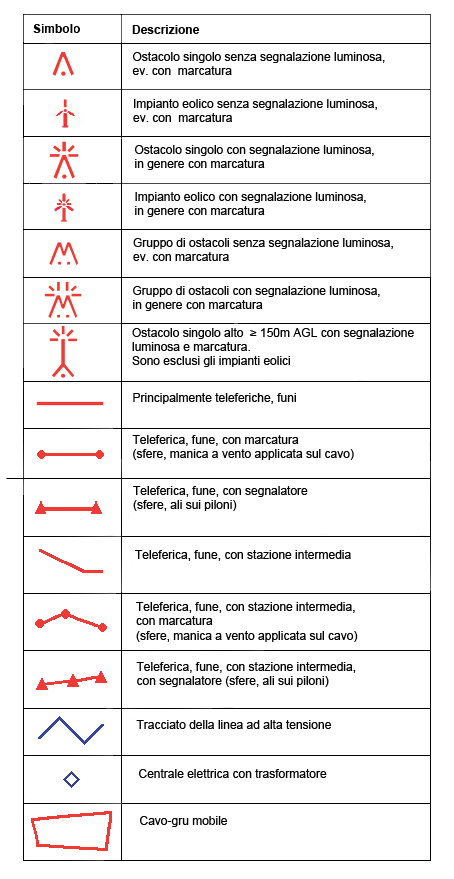 Simbolo Descrizione
Ostacolo singolo senza segnalazione luminosa,
ev. con marcatura
Impianto eolico senza segnalazione luminosa,
ev. con marcatura
Ostacolo singolo con segnalazione luminosa,
in genere con marcatura
Impianto eolico con segnalazione luminosa,
in genere con marcatura
Gruppo di ostacoli senza segnalazione luminosa,
ev. con marcatura
Gruppo di ostacoli con segnalazione luminosa,
in genere con marcatura
Ostacolo singolo alto ≥ 150m AGL con segnalazione
luminosa e marcatura.
Sono esclusi gli impianti eolici
Principalmente teleferiche, funi
Teleferica, fune, con marcatura
(sfere, manica a vento applicata sul cavo)
Teleferica, fune, con segnalatore
(sfere, ali sui piloni)
Teleferica, fune, con stazione intermedia
Teleferica, fune, con stazione intermedia,
con marcatura
(sfere, manica a vento applicata sul cavo)
Teleferica, fune, con stazione intermedia,
con segnalatore (sfere, ali sui piloni)
Tracciato della linea ad alta tensione
Centrale elettrica con trasformatore
Cavo-gru mobile